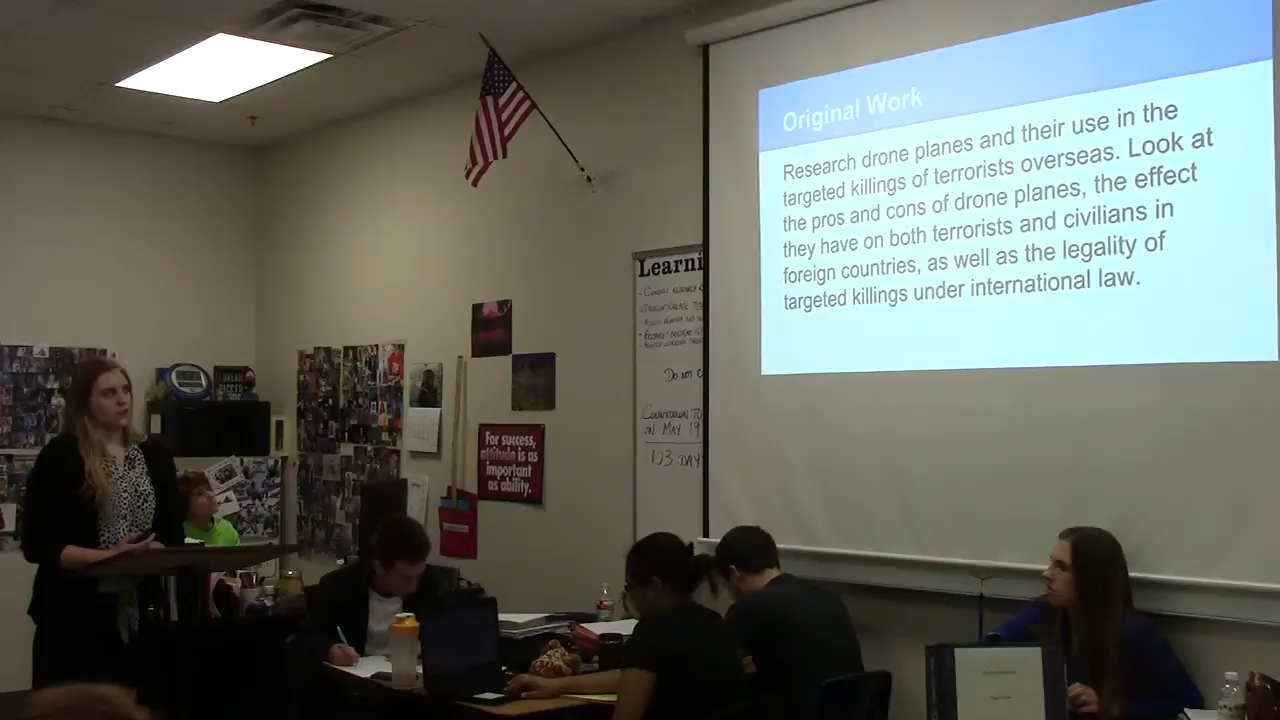 Original Work
Research drone planes and their use in the
targeted killings of terrorists overseas. Look at
the pros and cons of drone planes, the effect
they have on both terrorists and civilians in
foreign countries, as well as the legality of
targeted killings under international law.
Learni
Do not
Countdown to
on May 19
For success,
attitude is as
important
as ability.